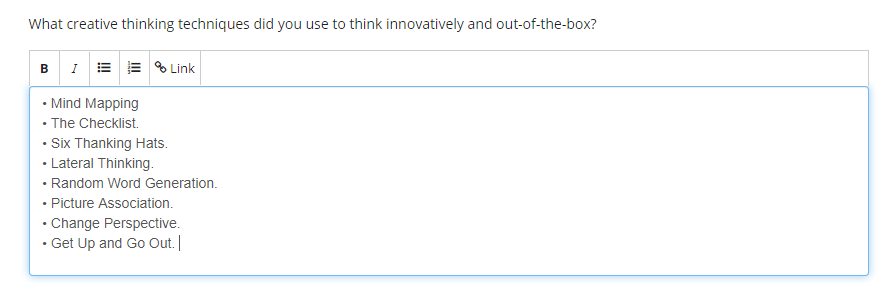 What creative thinking techniques did you use to think innovatively and out-of-the-box?
B I Link
• Mind Mapping
• The Checklist.
• Six Thanking Hats.
• Lateral Thinking.
• Random Word Generation.
• Picture Association.
• Change Perspective.
• Get Up and Go Out.